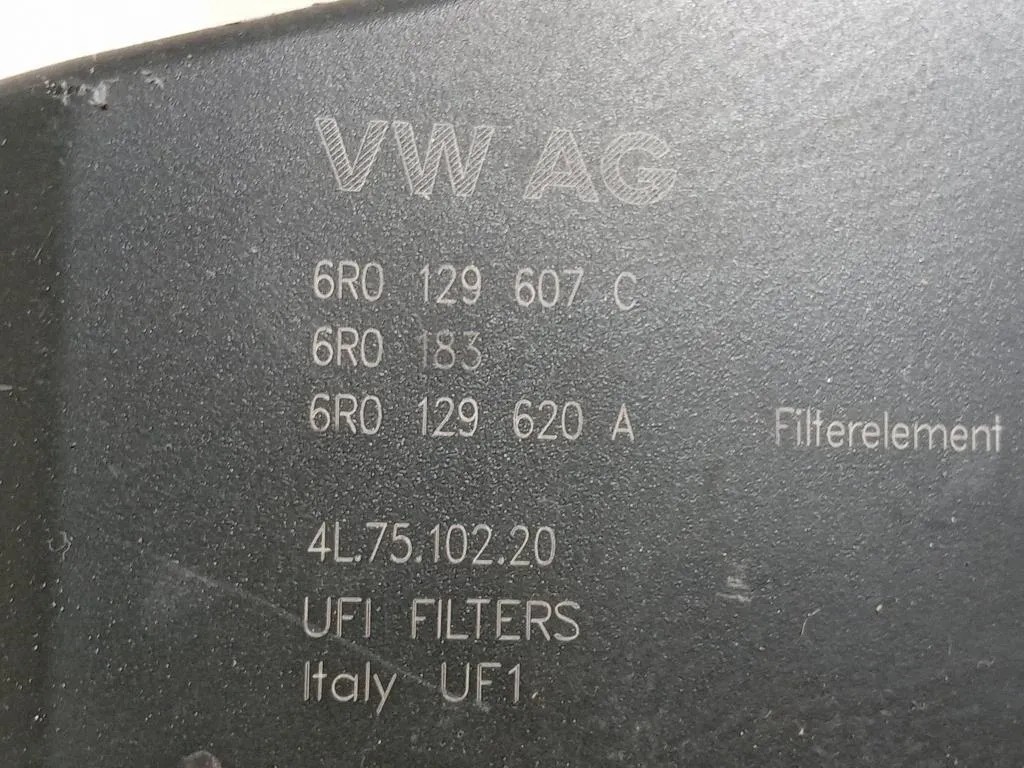 VW AG
6R0 129 607 C
6R0 183
6R0 129 620 A Filterelement
4L.75.102.20
UFI FILTERS
Italy UF1